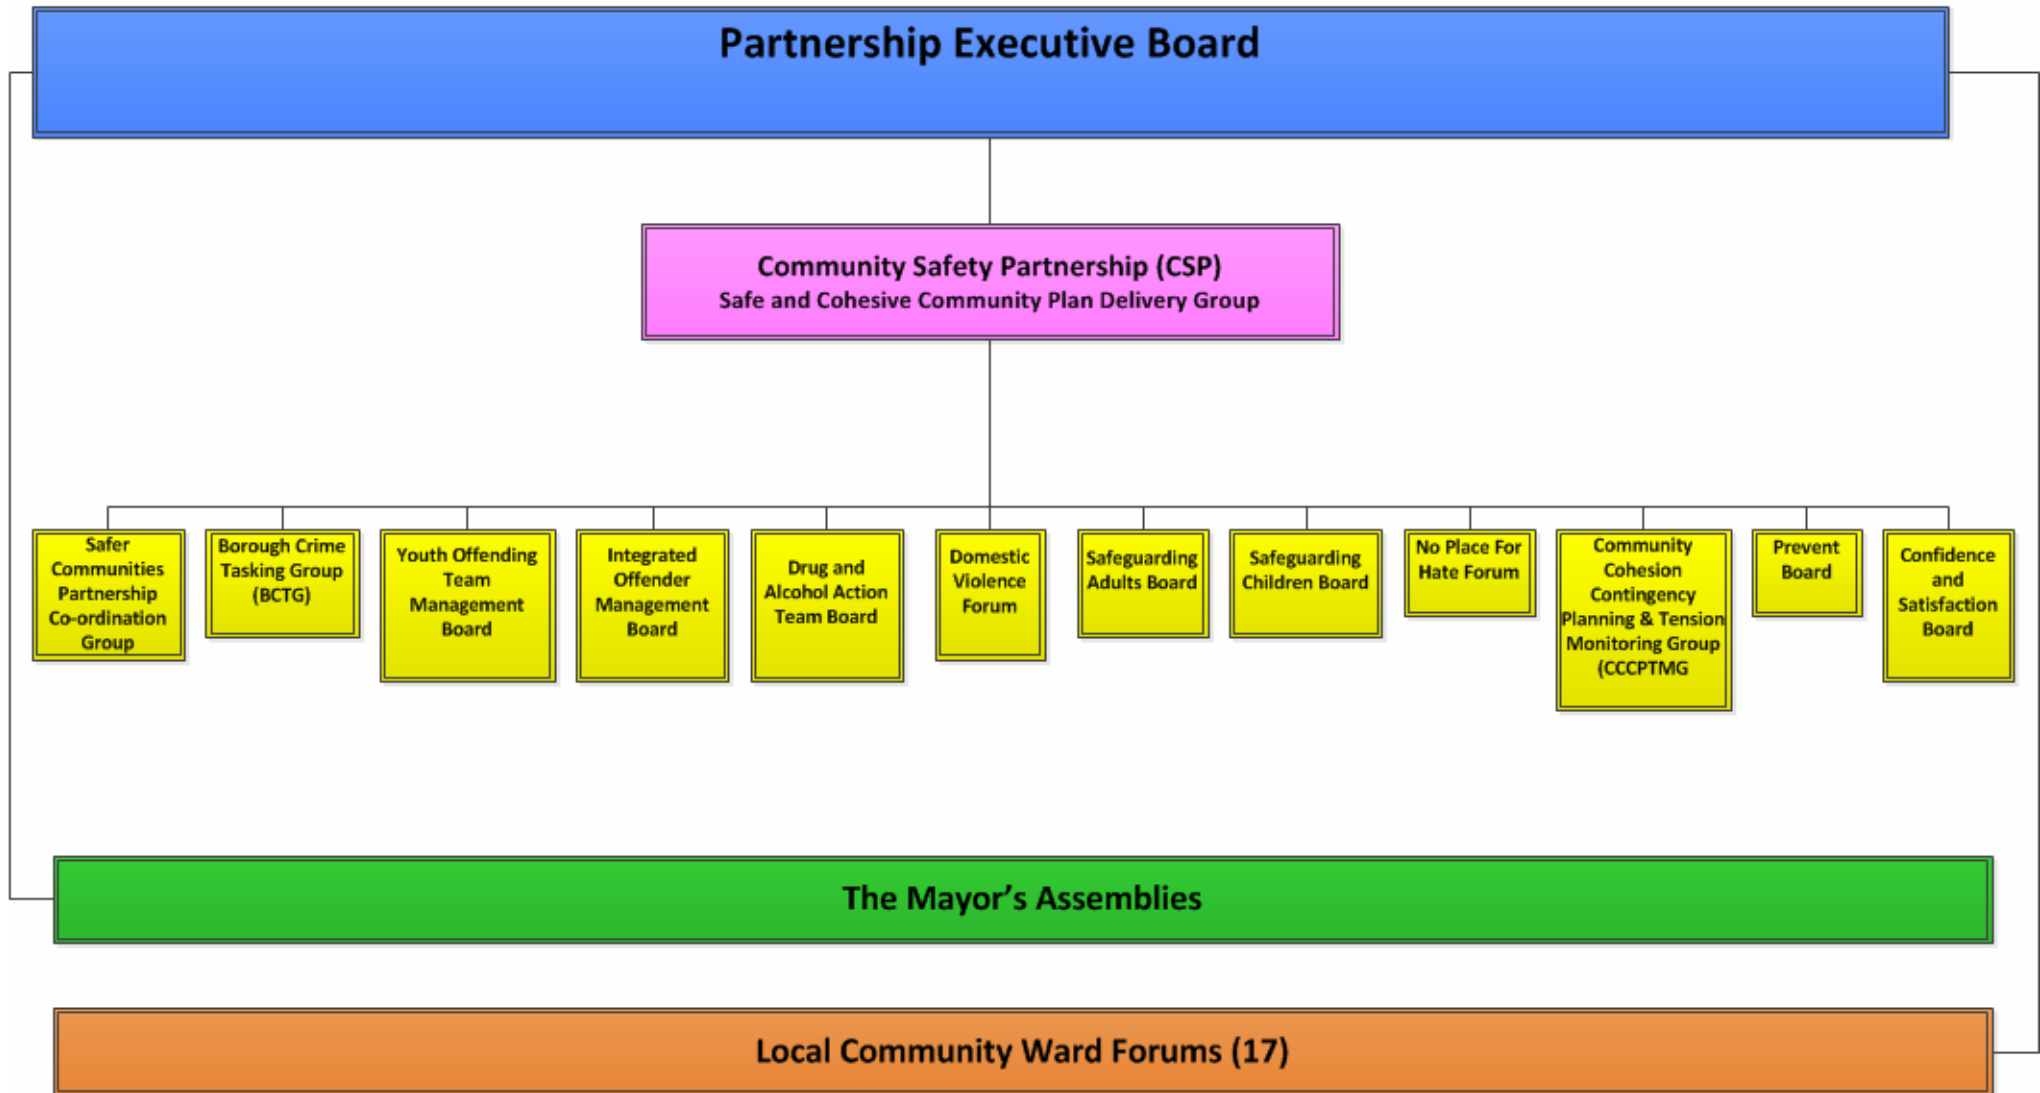 Partnership Executive Board
Community Safety Partnership (CSP)
Safe and Cohesive Community Plan Delivery Group
Safer
Communities
Partnership
Co-ordination
Group
Borough Crime
Tasking Group
(BCTG)
Youth Offending
Team
Management
Board
Integrated
Offender
Management
Board
Drug and
Alcohol Action
Team Board
Domestic
Violence
Forum
Safeguarding
Adults Board
Safeguarding
Children Board
No Place For
Hate Forum
Community
Cohesion
Contingency
Planning & Tension
Monitoring Group
(CCCPTMG
Prevent
Board
Confidence
and
Satisfaction
Board
The Mayor’s Assemblies
Local Community Ward Forums (17)